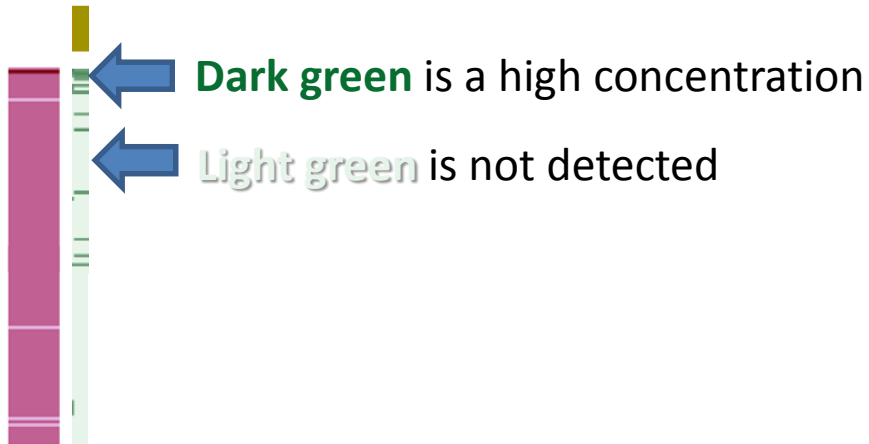 Dark green is a high concentration
Light green is not detected